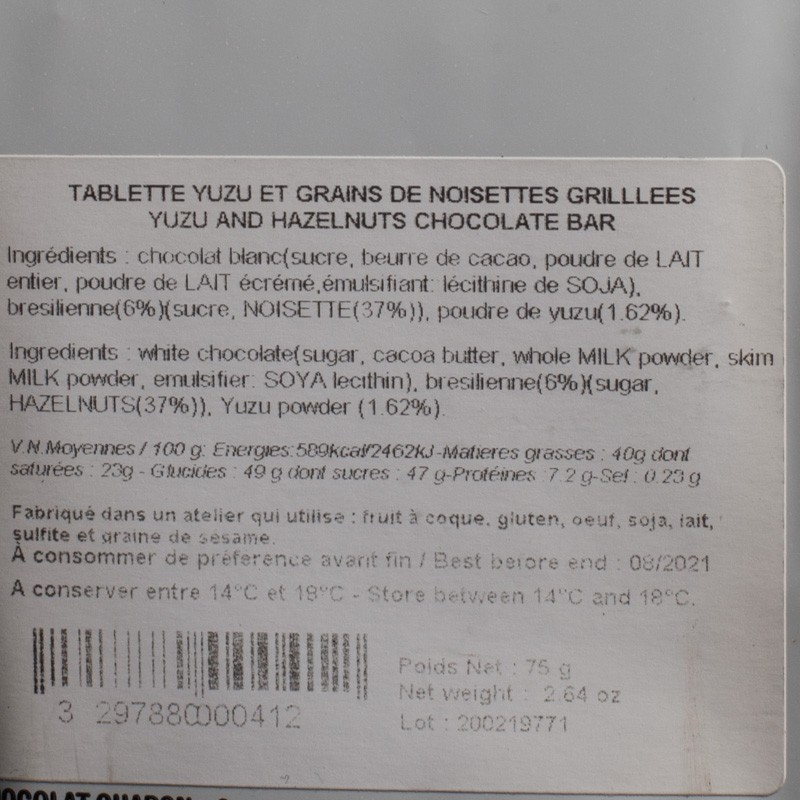 TABLETTE YUZU ET GRAINS DE NOISETTES GRILLLEES
YUZU AND HAZELNUTS CHOCOLATE BAR
Ingrédients : chocolat blanc(sucre, beurre de cacao, poudre de LAIT
entier, poudre de LAIT écrémé,émulsifiant: lécithine de SOJA),
bresilienne(6%)(sucre, NOISETTE(37%)), poudre de yuzu(1.62%).
Ingredients : white chocolate(sugar, cacoa butter, whole MILK powder, skim
MILK powder, emulsifier: SOYA lecithin), bresilienne(6%)(sugar,
HAZELNUTS(37%)), Yuzu powder (1.62%).
V.N.Moyennes / 100 g: Energies:589kcal/2462kJ-Matieres grasses : 40g dont
saturées : 23g - Glucides : 49 g dont sucres : 47 g-Protéines :7.2 g-Sel : 0.23 g
Fabriqué dans un atelier qui utilise : fruit à coque, gluten, oeuf, soja, lait,
sulfite et graine de sesame.
À consommer de préference avant fin / Best before end : 08/2021
A conserver entre 14°C et 18°C - Store between 14°C and 18°C.
Poids Net : 75 g
Net weight : 2.64 oz
Lot : 200219771
3 297880000412